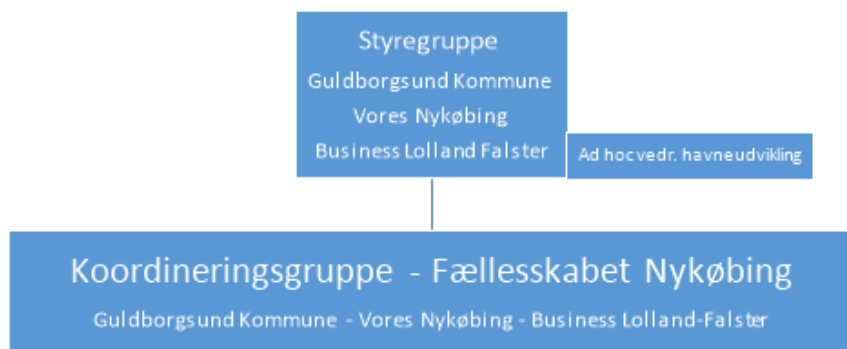 Styregruppe
Guldborgsund Kommune
Vores Nykøbing
Business Lolland Falster
Ad hoc vedr. havneudvikling
Koordineringsgruppe - Fællesskabet Nykøbing
Guldborgsund Kommune - Vores Nykøbing - Business Lolland-Falster